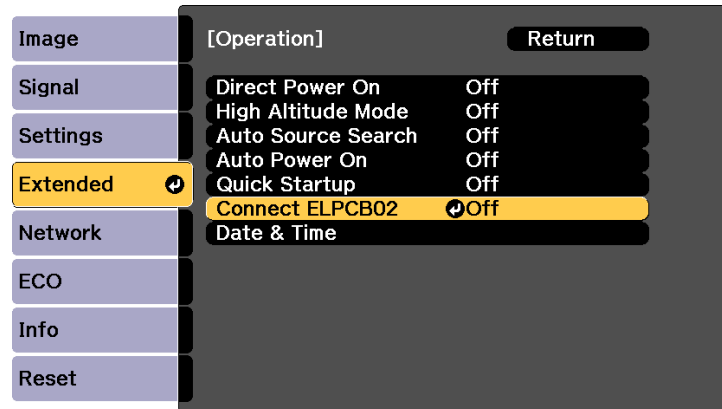 Image
Signal
Settings
Extended
Network
ECO
Info
Reset
[Operation] Return
Direct Power On Off
High Altitude Mode Off
Auto Source Search Off
Auto Power On Off
Quick Startup Off
Connect ELPCB02 Off
Date & Time